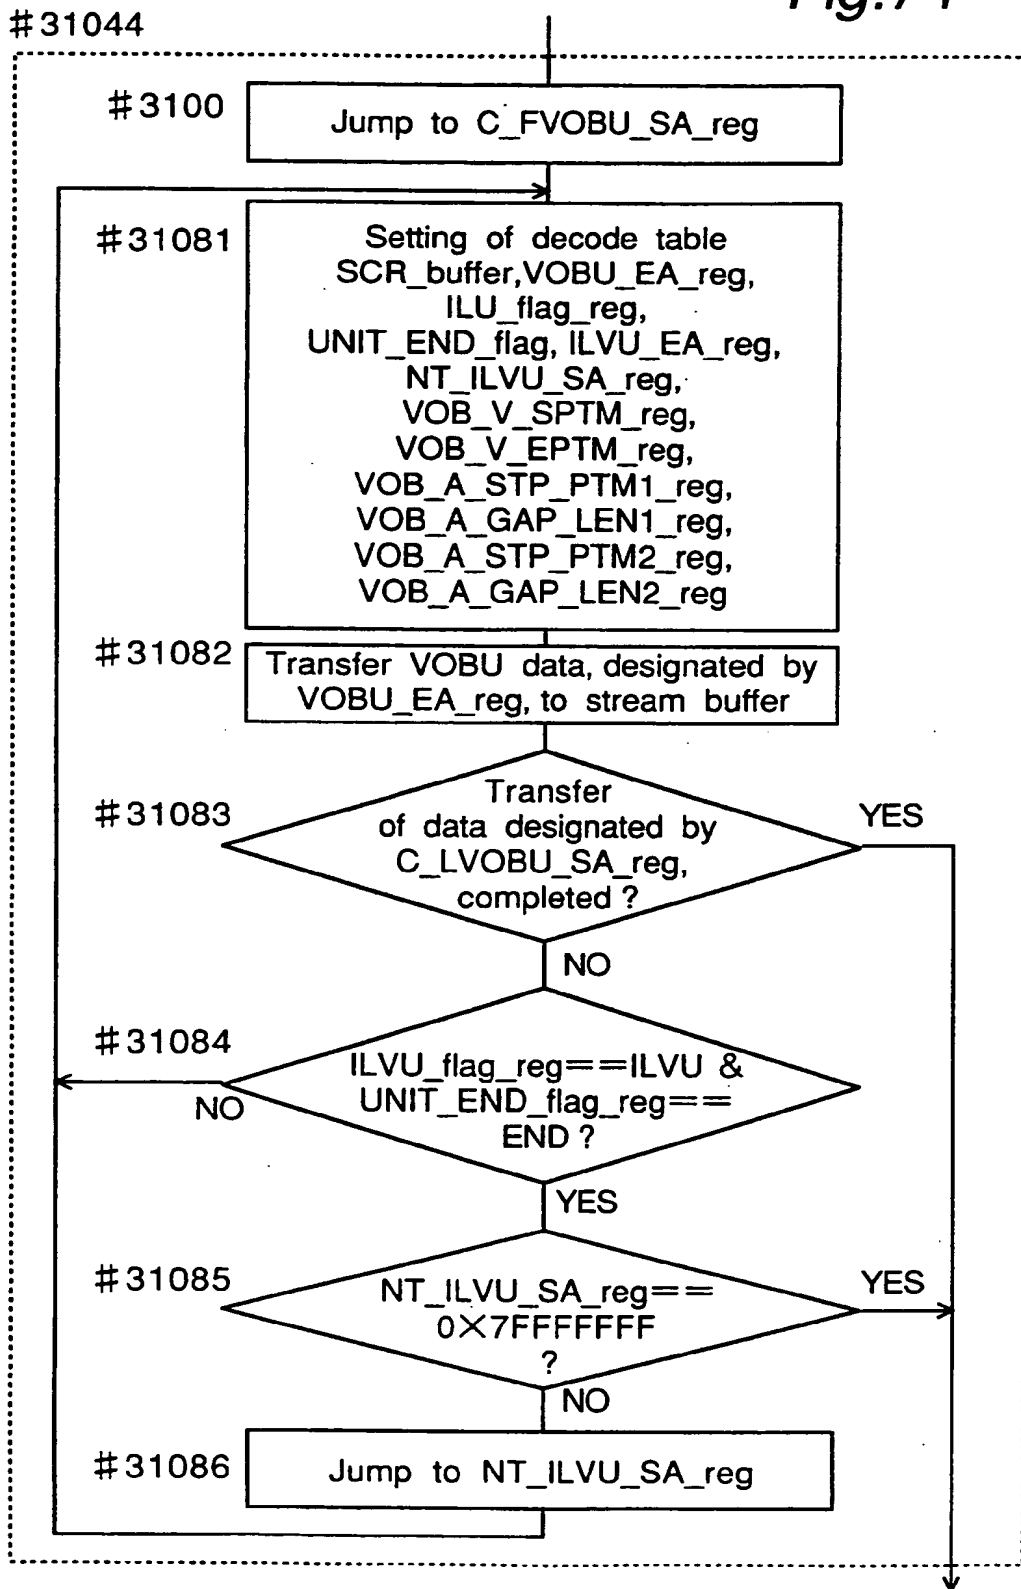 Fig.71
#31044
#3100
Jump to C_FVOBU_SA_reg
#31081
Setting of decode table
SCR_buffer,VOBU_EA_reg,
ILU_flag_reg,
UNIT_END_flag, ILVU_EA_reg,
NT_ILVU_SA_reg,
VOB_V_SPTM_reg,
VOB_V_EPTM_reg,
VOB_A_STP_PTM1_reg,
VOB_A_GAP_LEN1_reg,
VOB_A_STP_PTM2_reg,
VOB_A_GAP_LEN2_reg
#31082
Transfer VOBU data, designated by
VOBU_EA_reg, to stream buffer
#31083
Transfer
of data designated by
C_LVOBU_SA_reg,
completed ?
YES
NO
#31084
ILVU_flag_reg==ILVU &
UNIT_END_flag_reg==
END ?
NO
YES
#31085
NT_ILVU_SA_reg==
0×7FFFFFFF
?
YES
NO
#31086
Jump to NT_ILVU_SA_reg